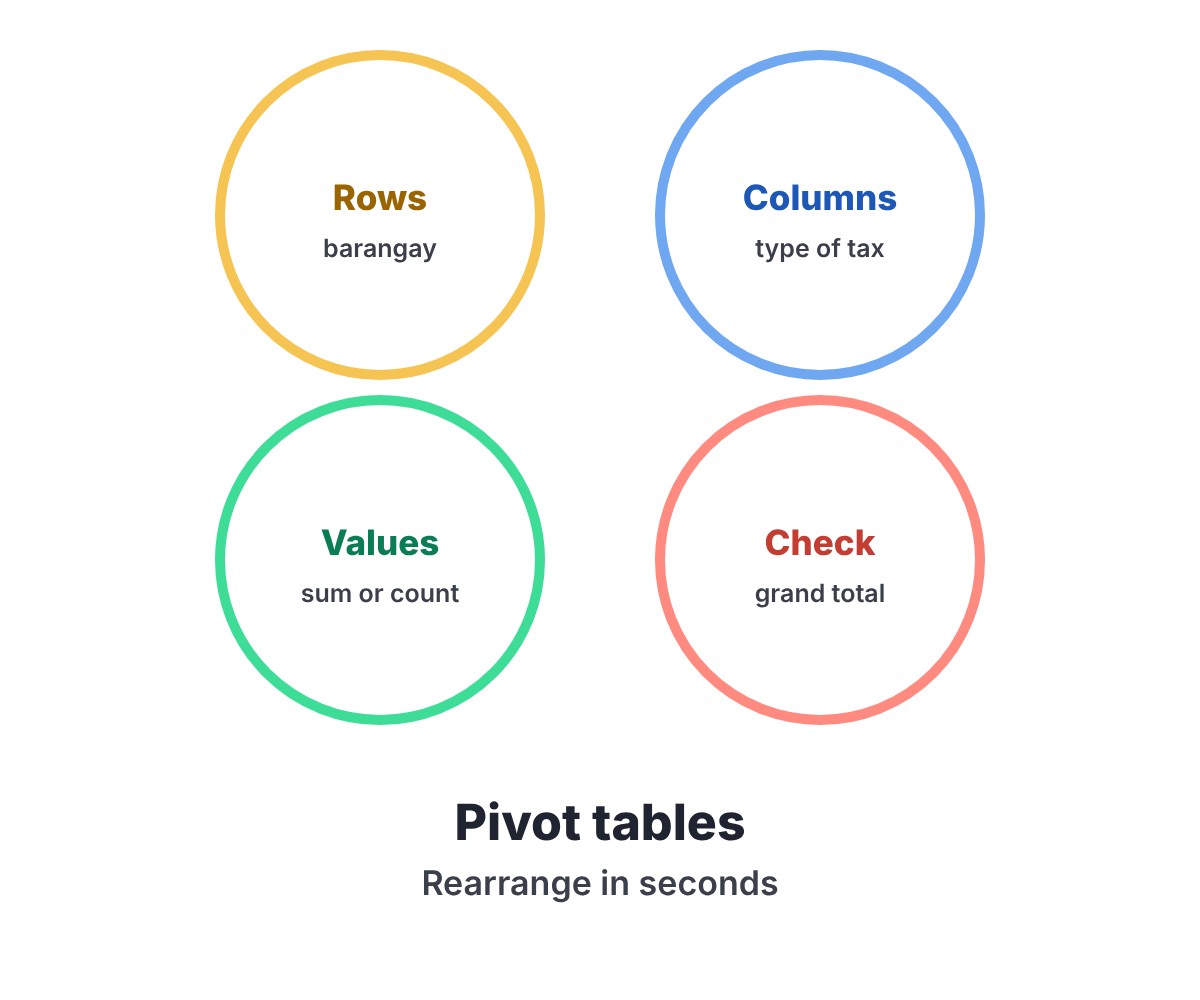 Rows
barangay
Columns
type of tax
Values
sum or count
Check
grand total
Pivot tables
Rearrange in seconds